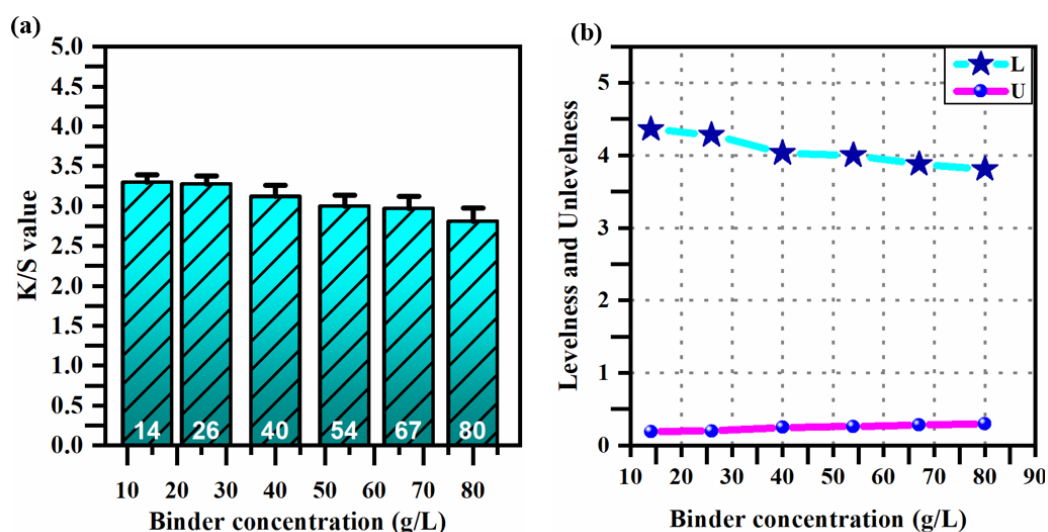 (a)
5.0
4.5
4.0
3.5
3.0
2.5
2.0
1.5
1.0
0.5
0.0
K/S value
14 26 40 54 67 80
10 20 30 40 50 60 70 80
Binder concentration (g/L)
(b)
L
U
5
4
3
2
1
0
Levelness and Unlevelness
10 20 30 40 50 60 70 80 90
Binder concentration (g/L)